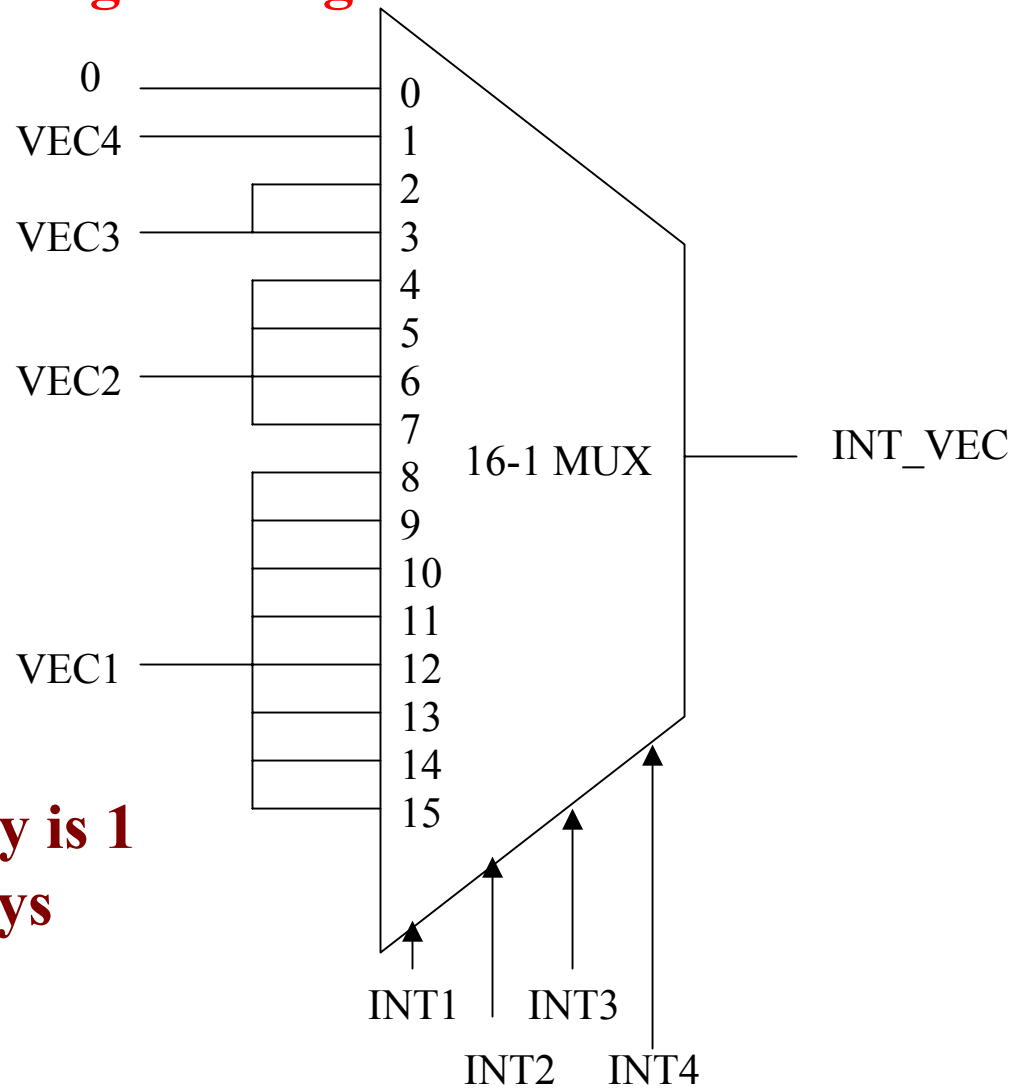 0
VEC4
VEC3
VEC2
VEC1
0
1
2
3
4
5
6
7
8
9
10
11
12
13
14
15
16-1 MUX
INT_VEC
y is 1
ys
INT1
INT3
INT2
INT4